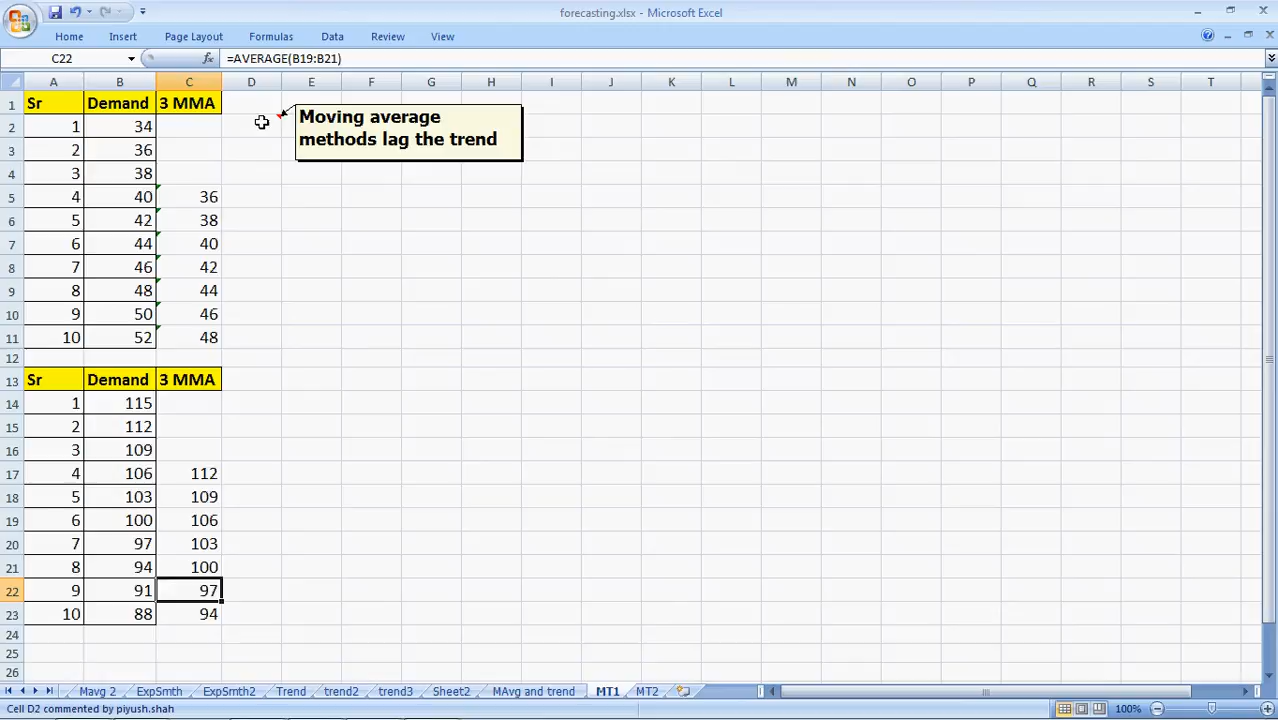 forecasting.xlsx - Microsoft Excel
Home Insert Page Layout Formulas Data Review View
C22 fx =AVERAGE(B19:B21)
A B C D E F G H I J K L M N O P Q R S T
1 Sr Demand 3 MMA
Moving average
methods lag the trend
2 1 34
3 2 36
4 3 38
5 4 40 36
6 5 42 38
7 6 44 40
8 7 46 42
9 8 48 44
10 9 50 46
11 10 52 48
12
13 Sr Demand 3 MMA
14 1 115
15 2 112
16 3 109
17 4 106 112
18 5 103 109
19 6 100 106
20 7 97 103
21 8 94 100
22 9 91 97
23 10 88 94
24
25
26
Mavg 2 ExpSmth ExpSmth2 Trend trend2 trend3 Sheet2 MAvg and trend MT1 MT2
Cell D2 commented by piyush.shah 100%